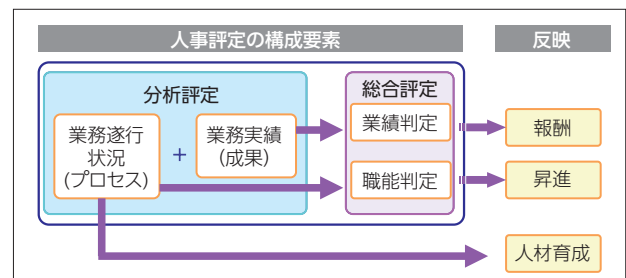 人事評定の構成要素
反映
分析評定
総合評定
業務遂行
状況
(プロセス)
+
業務実績
(成果)
業績判定
職能判定
報酬
昇進
人材育成